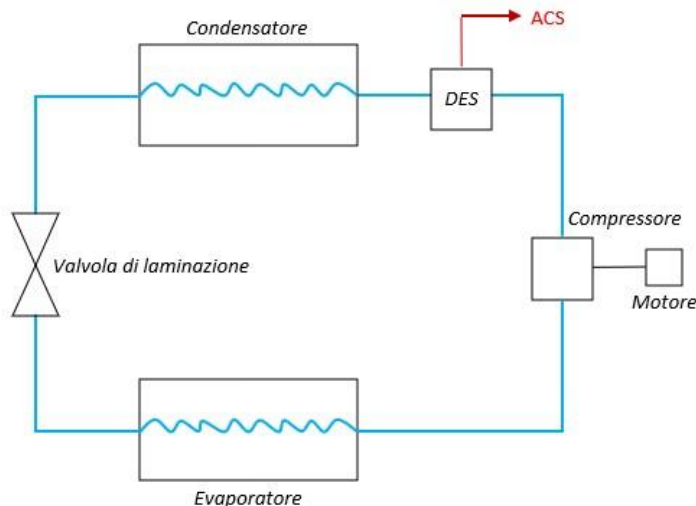 Condensatore
ACS
DES
Compressore
Valvola di laminazione
Motore
Evaporatore